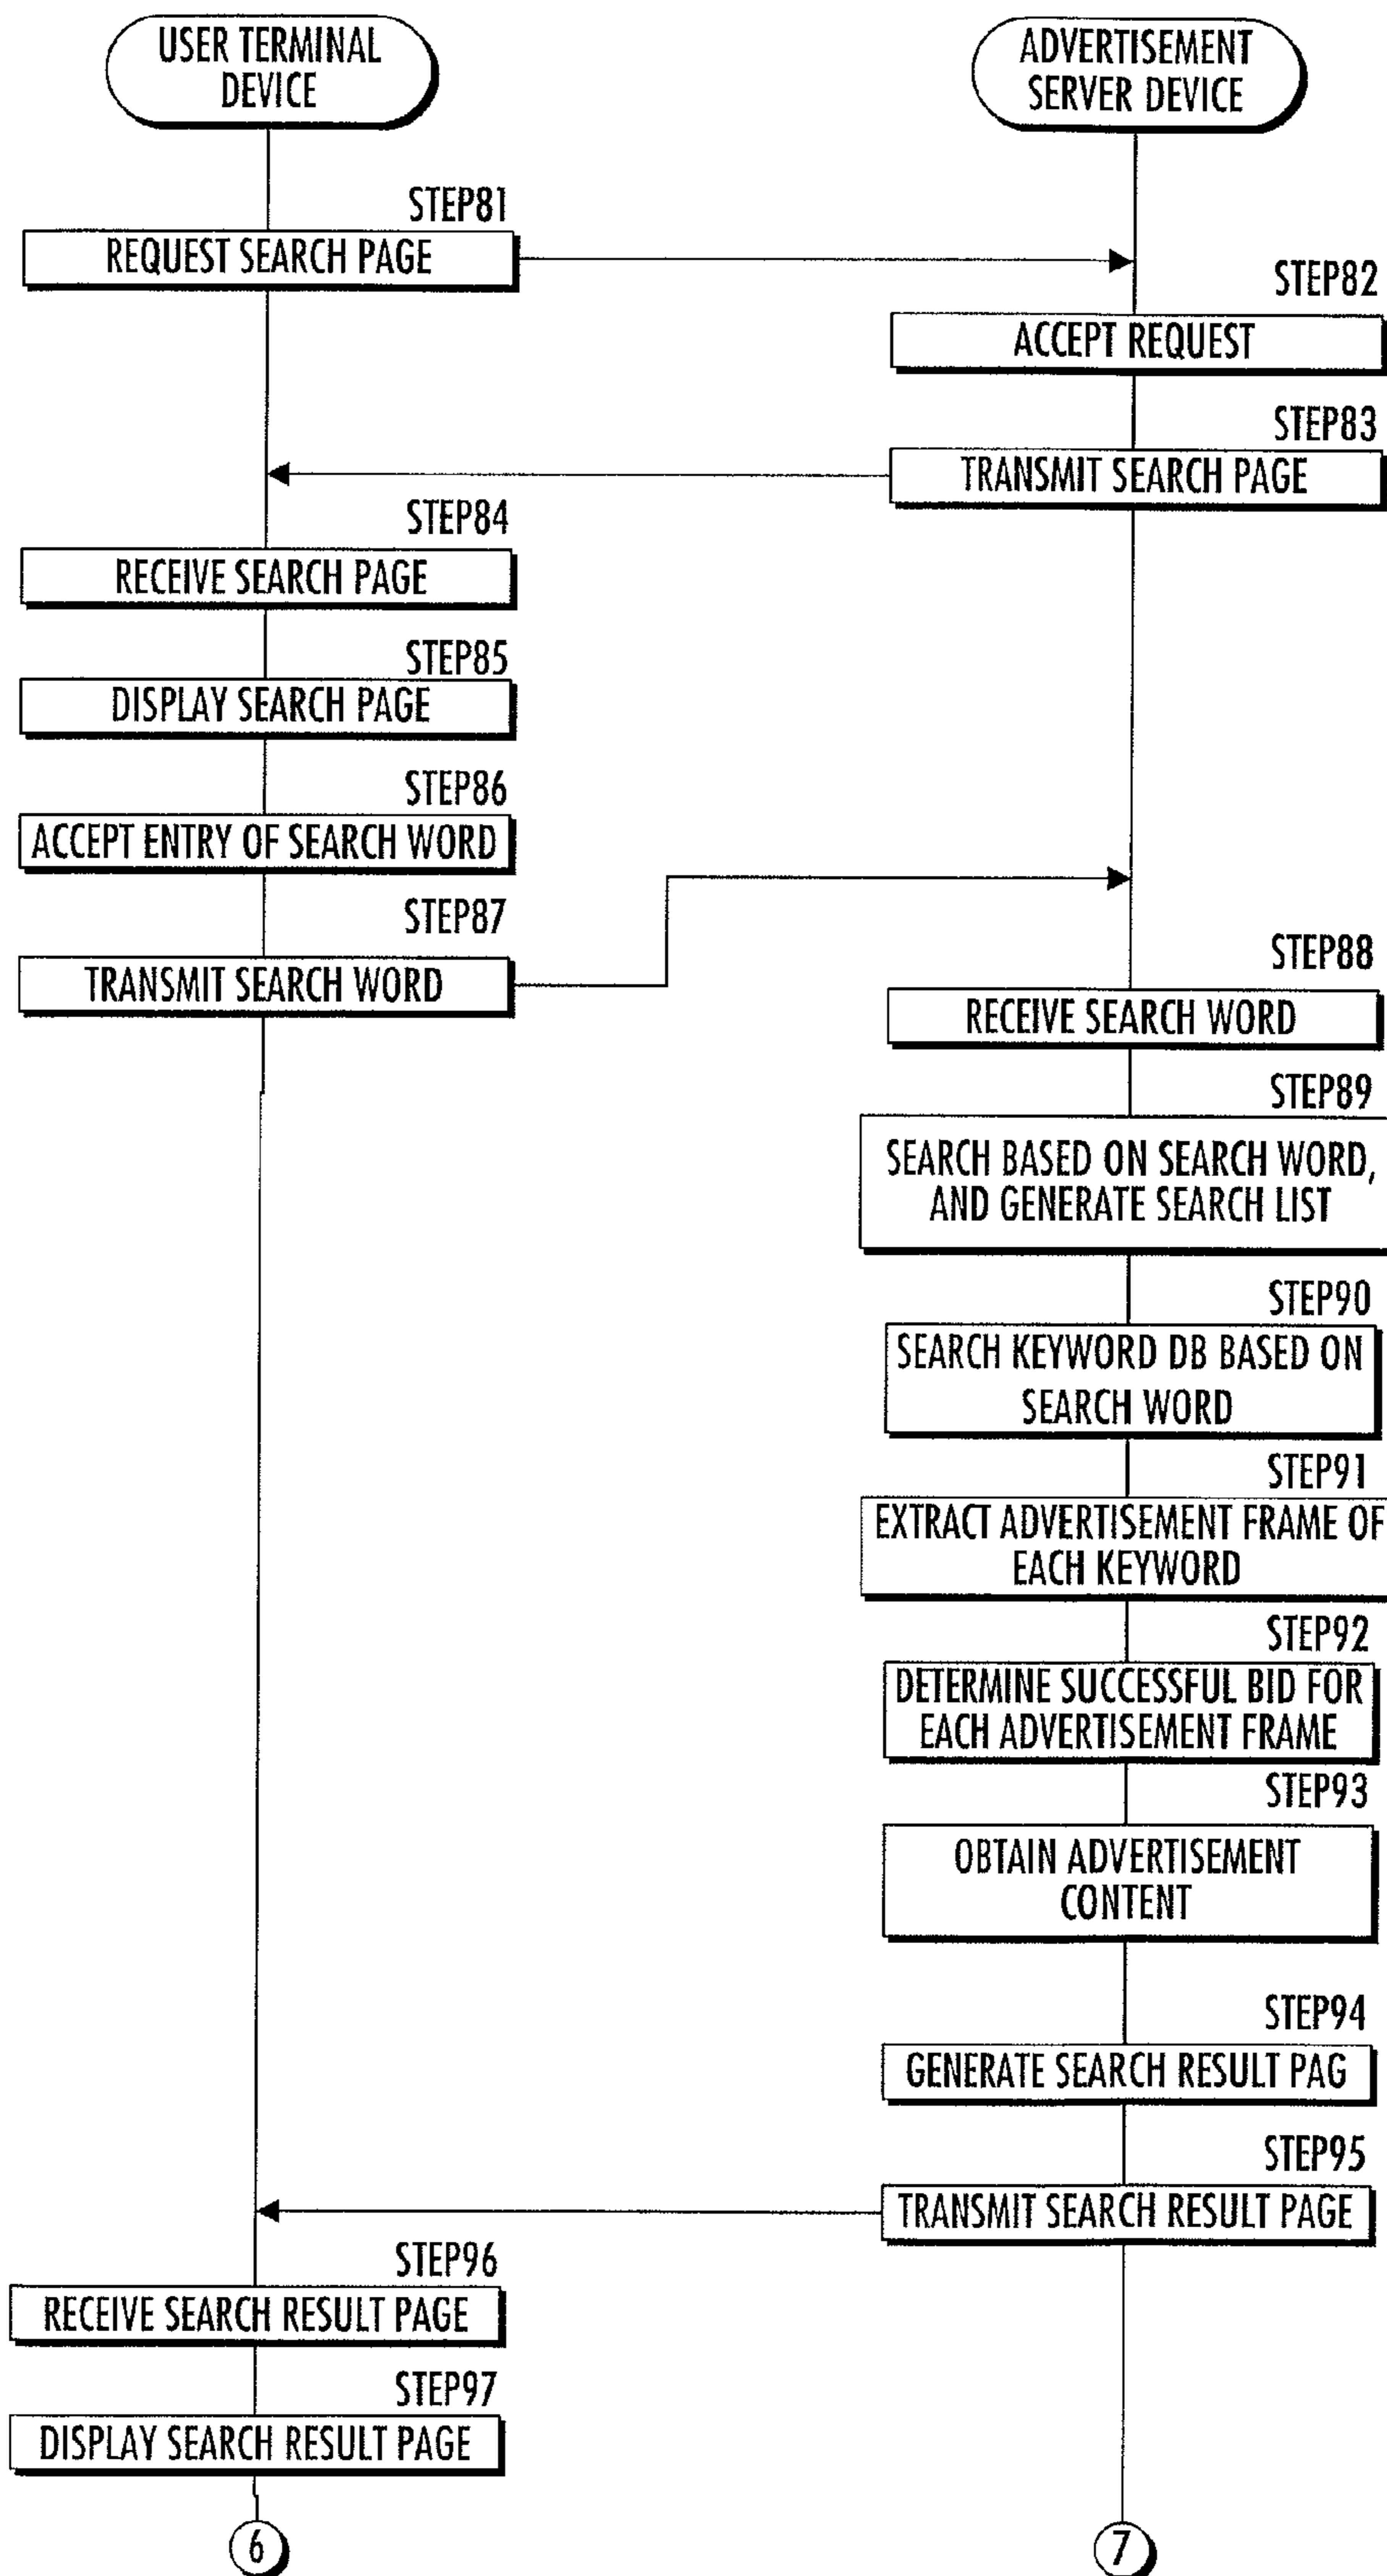 USER TERMINAL
DEVICE
ADVERTISEMENT
SERVER DEVICE
STEP81
REQUEST SEARCH PAGE
STEP82
ACCEPT REQUEST
STEP83
TRANSMIT SEARCH PAGE
STEP84
RECEIVE SEARCH PAGE
STEP85
DISPLAY SEARCH PAGE
STEP86
ACCEPT ENTRY OF SEARCH WORD
STEP87
TRANSMIT SEARCH WORD
STEP88
RECEIVE SEARCH WORD
STEP89
SEARCH BASED ON SEARCH WORD,
AND GENERATE SEARCH LIST
STEP90
SEARCH KEYWORD DB BASED ON
SEARCH WORD
STEP91
EXTRACT ADVERTISEMENT FRAME OF
EACH KEYWORD
STEP92
DETERMINE SUCCESSFUL BID FOR
EACH ADVERTISEMENT FRAME
STEP93
OBTAIN ADVERTISEMENT
CONTENT
STEP94
GENERATE SEARCH RESULT PAG
STEP95
TRANSMIT SEARCH RESULT PAGE
STEP96
RECEIVE SEARCH RESULT PAGE
STEP97
DISPLAY SEARCH RESULT PAGE
6
7